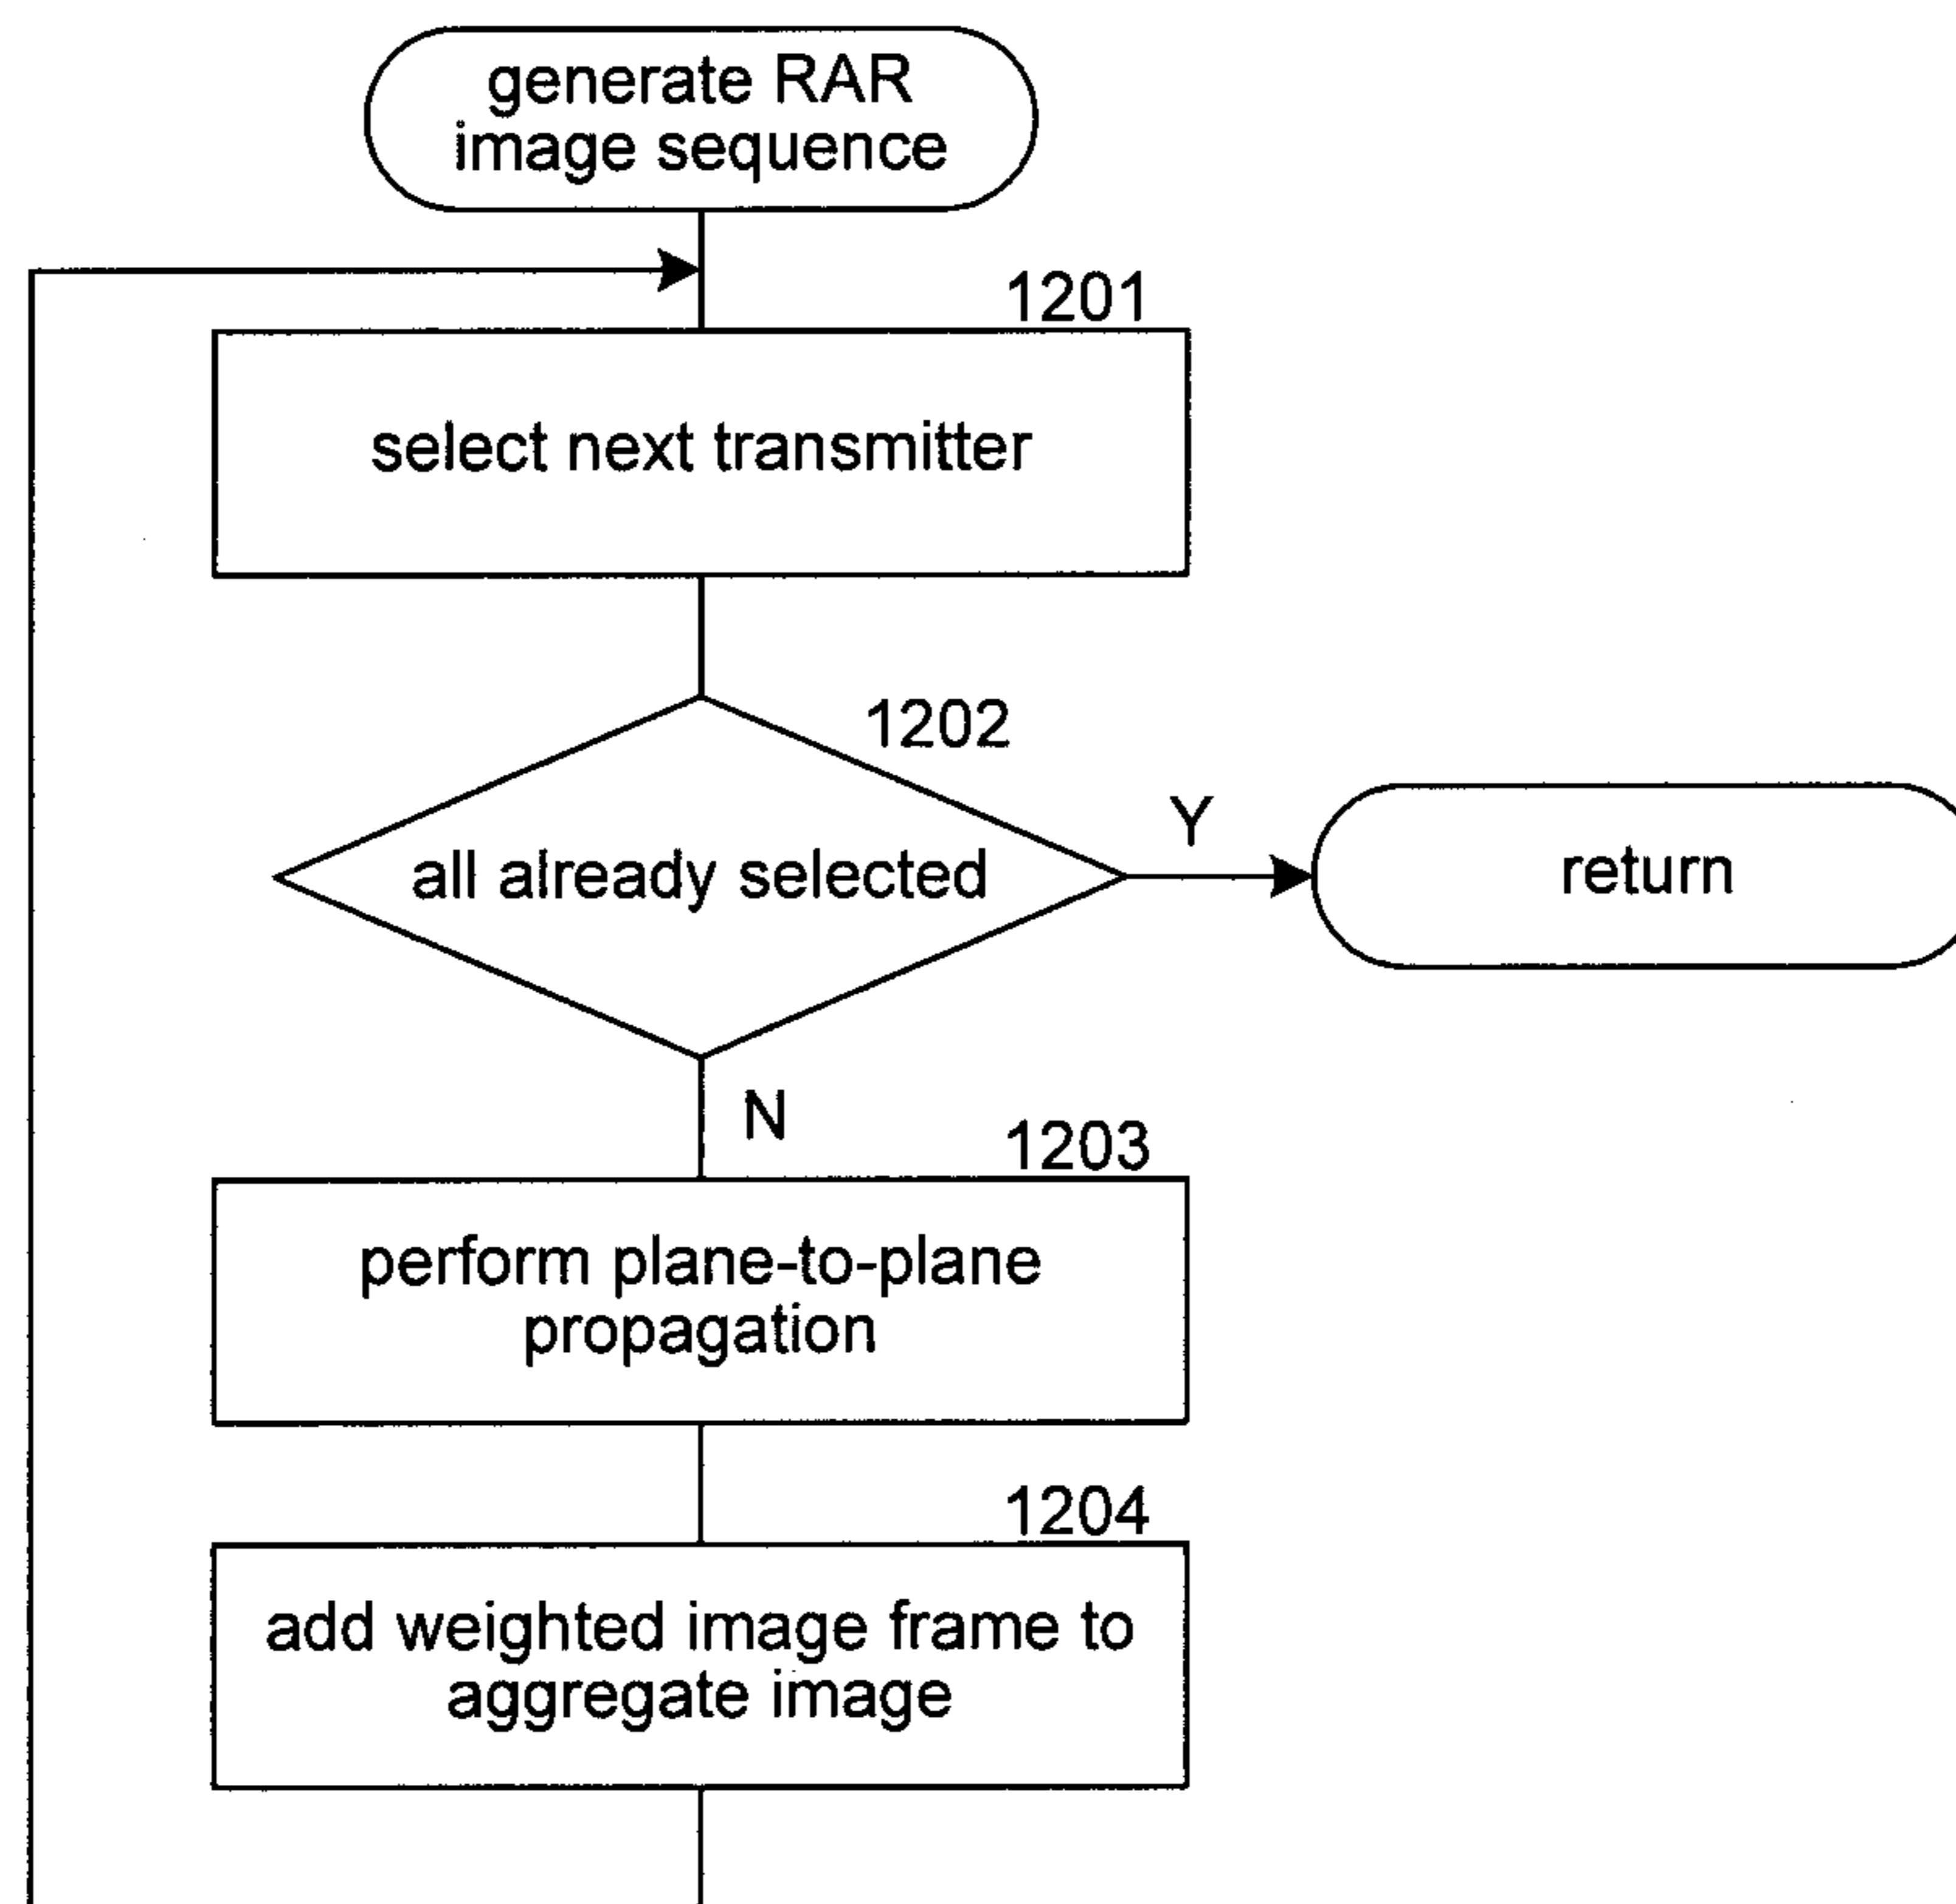 generate RAR
image sequence
1201
select next transmitter
1202
all already selected
Y
return
N
1203
perform plane-to-plane
propagation
1204
add weighted image frame to
aggregate image